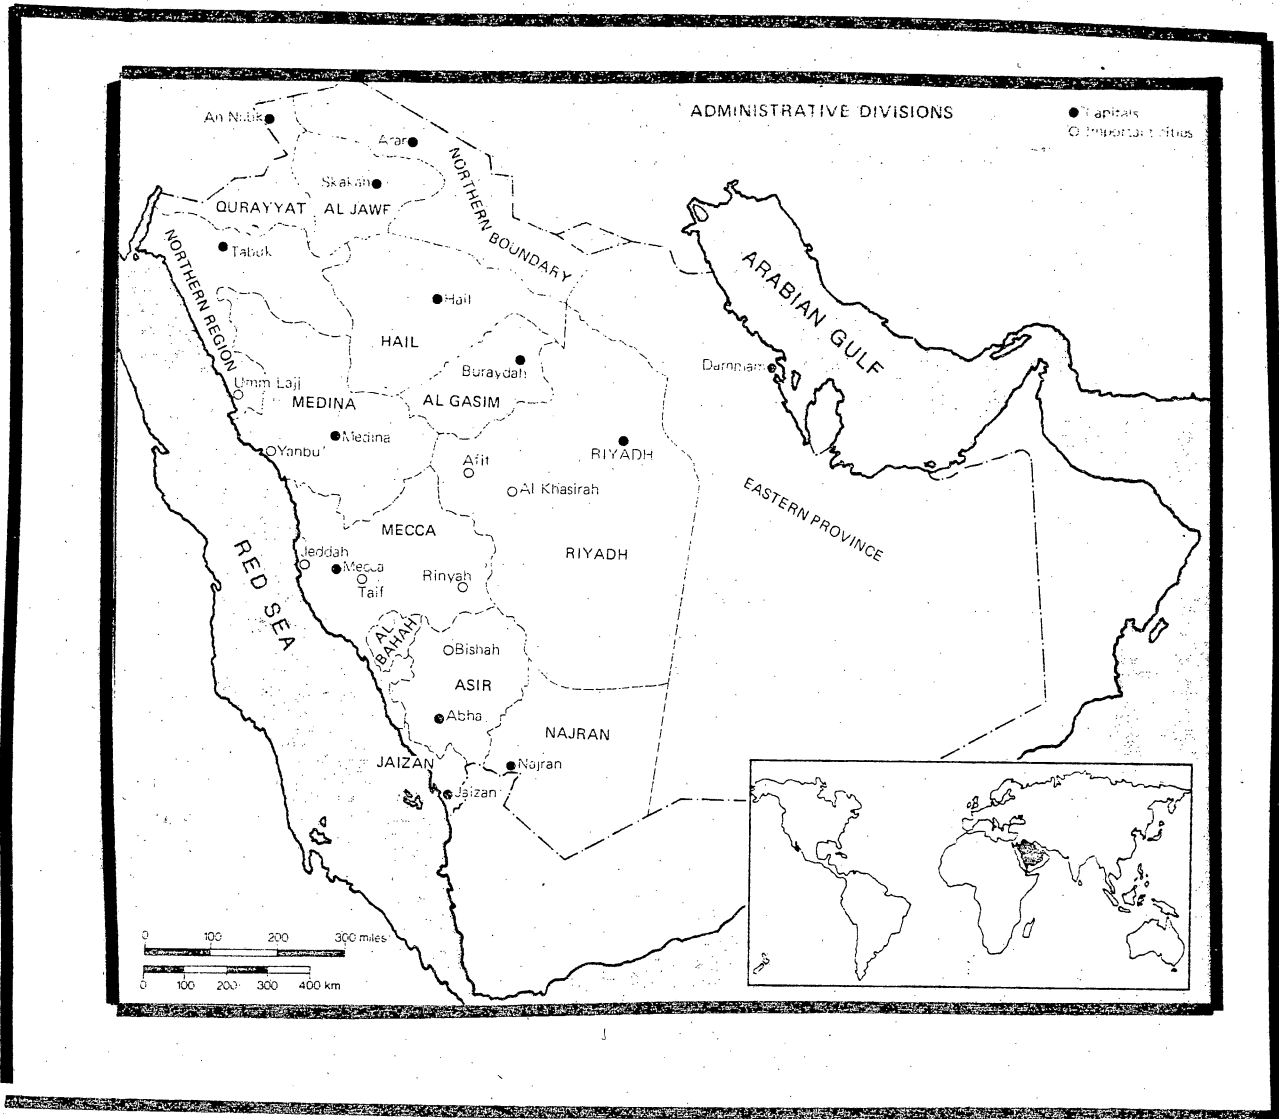 ADMINISTRATIVE DIVISIONS
Capitals
Important cities
An Nabk
Arar
Skakah
QURAYYAT
AL JAWF
NORTHERN BOUNDARY
Tabuk
NORTHERN REGION
Hail
HAIL
ARABIAN GULF
Buraydah
AL GASIM
Dammam
Umm Lajj
MEDINA
Medina
Yanbu'
RIYADH
Afif
Al Khasirah
EASTERN PROVINCE
MECCA
RIYADH
Jeddah
Mecca
Taif
Rinyah
RED SEA
AL
BAHAH
Bishah
ASIR
Abha
NAJRAN
JAIZAN
Najran
Jaizan
0 100 200 300 miles
0 100 200 300 400 km